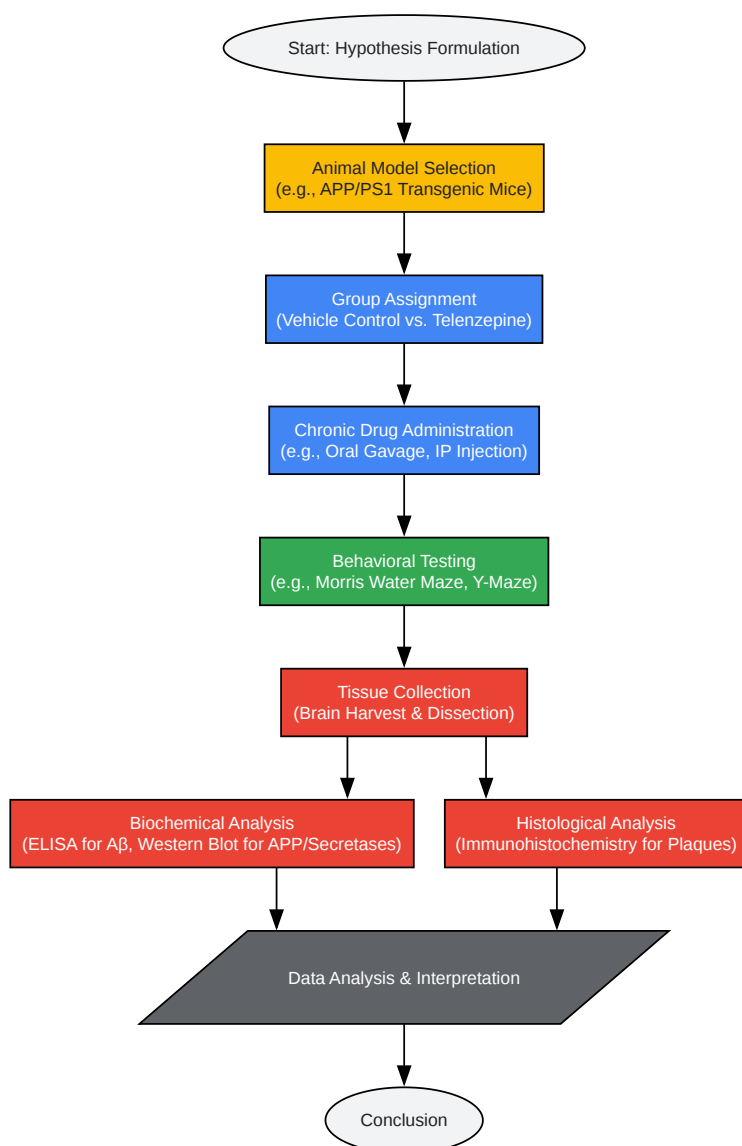 Start: Hypothesis Formulation
Animal Model Selection
(e.g., APP/PS1 Transgenic Mice)
Group Assignment
(Vehicle Control vs. Telenzepine)
Chronic Drug Administration
(e.g., Oral Gavage, IP Injection)
Behavioral Testing
(e.g., Morris Water Maze, Y-Maze)
Tissue Collection
(Brain Harvest & Dissection)
Biochemical Analysis
(ELISA for Aβ, Western Blot for APP/Secretases)
Histological Analysis
(Immunohistochemistry for Plaques)
Data Analysis & Interpretation
Conclusion